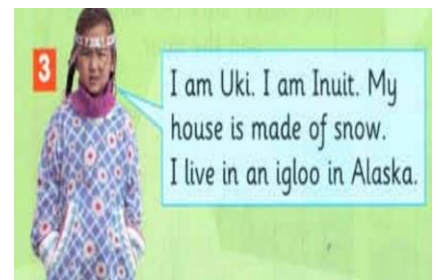 3
I am Uki. I am Inuit. My
house is made of snow.
I live in an igloo in Alaska.